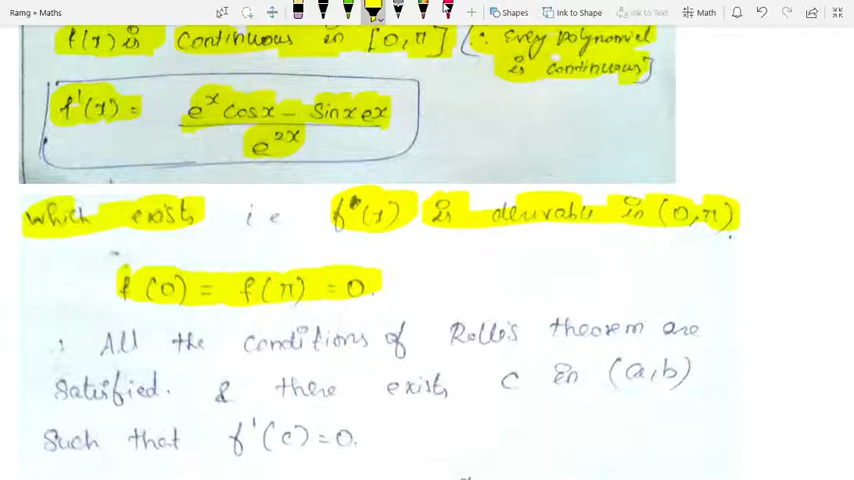 Ramg » Maths
Shapes
Ink to Shape
Ink to Text
Math
f(x) is Continuous in [0,π] [∵ Every polynomial
is continuous]
f'(x) = e^x Cosx - Sinx e^x / e^2x
which exists i e f(x) is derivable in (0,π).
f(0) = f(π) = 0.
∴ All the conditions of Rolle's theorem are
satisfied. & there exists c in (a,b)
Such that f'(c)=0.